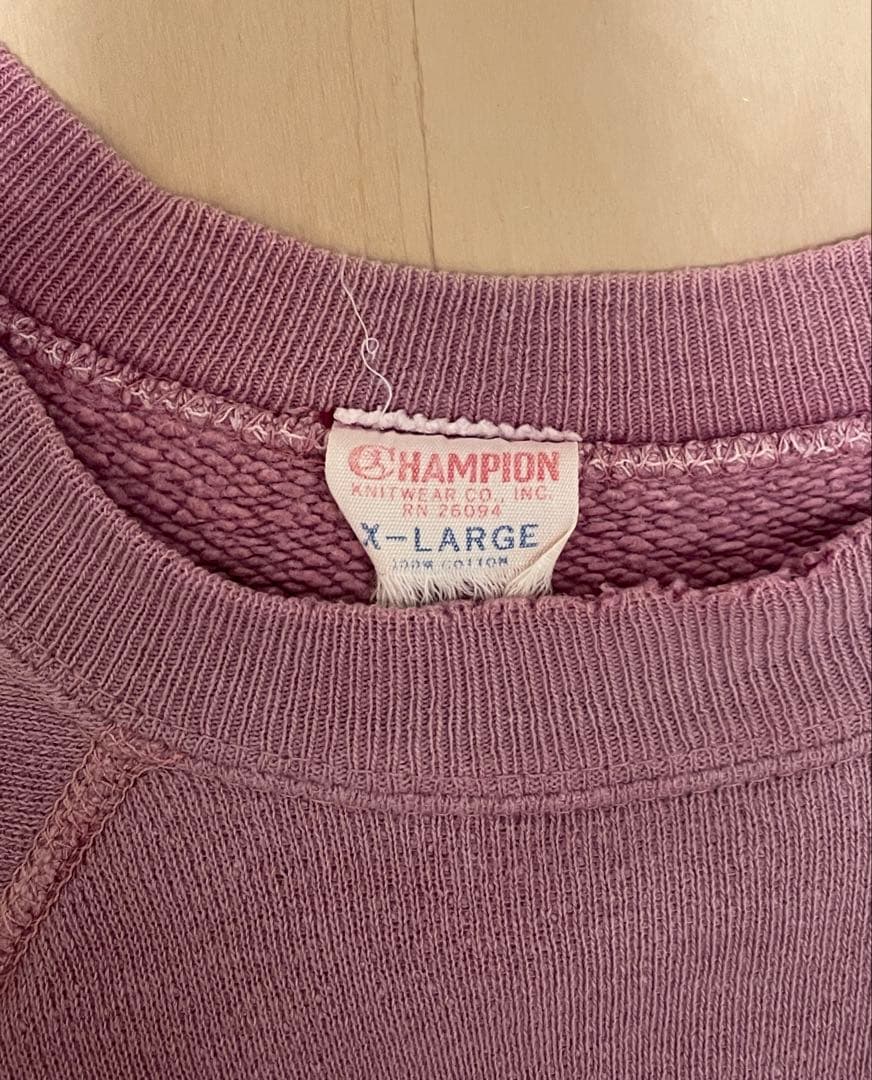 CHAMPION
KNITWEAR CO., INC.
RN 26094
X-LARGE
100% COTTON